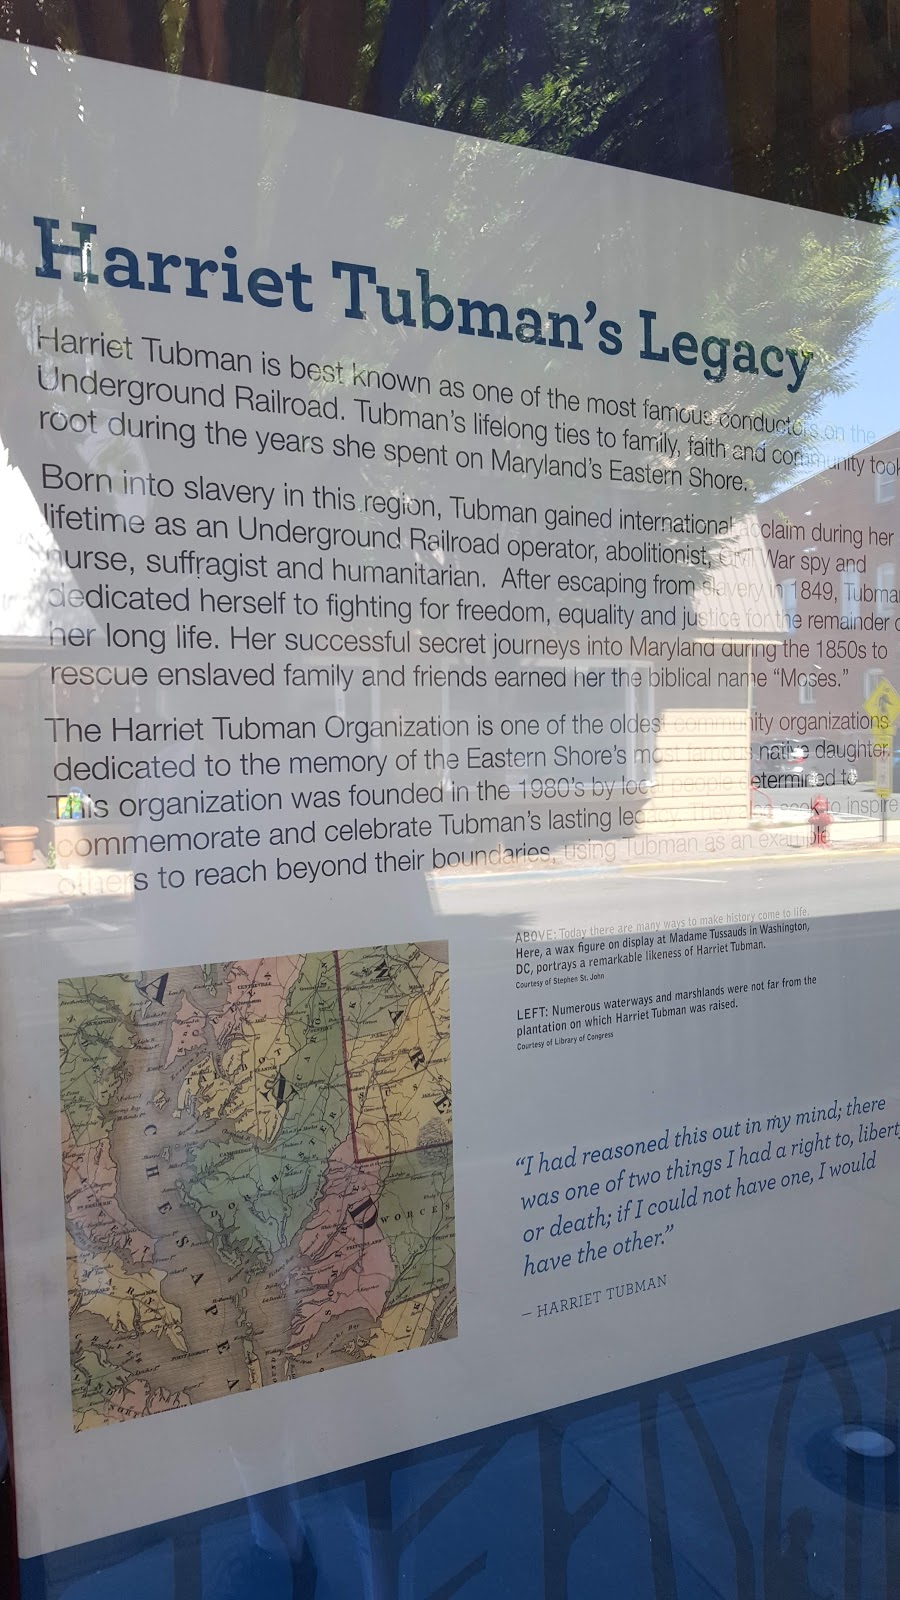 Harriet Tubman's Legacy
Harriet Tubman is best known as one of the most famous conductors on the
Underground Railroad. Tubman's lifelong ties to family, faith and community took
root during the years she spent on Maryland's Eastern Shore.
Born into slavery in this region, Tubman gained international acclaim during her
lifetime as an Underground Railroad operator, abolitionist, Civil War spy and
nurse, suffragist and humanitarian. After escaping from slavery in 1849, Tubman
dedicated herself to fighting for freedom, equality and justice for the remainder o
her long life. Her successful secret journeys into Maryland during the 1850s to
rescue enslaved family and friends earned her the biblical name “Moses.”
The Harriet Tubman Organization is one of the oldest community organizations
dedicated to the memory of the Eastern Shore's most famous native daughter.
This organization was founded in the 1980's by local people determined to
commemorate and celebrate Tubman's lasting legacy. They also seek to inspire
others to reach beyond their boundaries, using Tubman as an example.
ABOVE: Today there are many ways to make history come to life.
Here, a wax figure on display at Madame Tussauds in Washington,
DC, portrays a remarkable likeness of Harriet Tubman.
Courtesy of Stephen St. John
LEFT: Numerous waterways and marshlands were not far from the
plantation on which Harriet Tubman was raised.
Courtesy of Library of Congress
“I had reasoned this out in my mind; there
was one of two things I had a right to, liberty
or death; if I could not have one, I would
have the other.”
– HARRIET TUBMAN
TALBOT
CAROLINE
DORCHESTER
WORCES
CHESAPEA